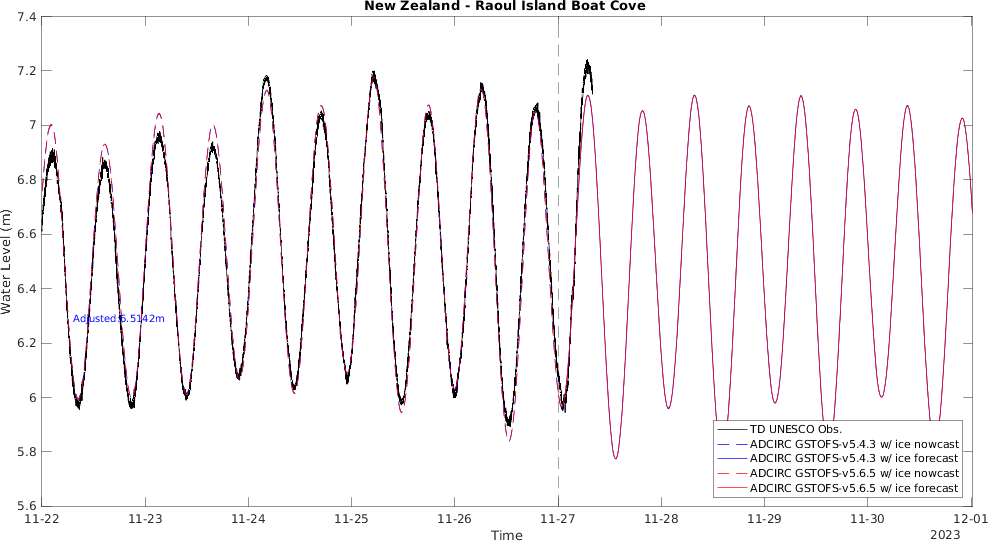 New Zealand - Raoul Island Boat Cove
7.4
7.2
7
6.8
6.6
6.4
6.2
6
5.8
5.6
Water Level (m)
Adjusted:6.5142m
TD UNESCO Obs.
ADCIRC GSTOFS-v5.4.3 w/ ice nowcast
ADCIRC GSTOFS-v5.4.3 w/ ice forecast
ADCIRC GSTOFS-v5.6.5 w/ ice nowcast
ADCIRC GSTOFS-v5.6.5 w/ ice forecast
11-22 11-23 11-24 11-25 11-26 11-27 11-28 11-29 11-30 12-01
Time
2023